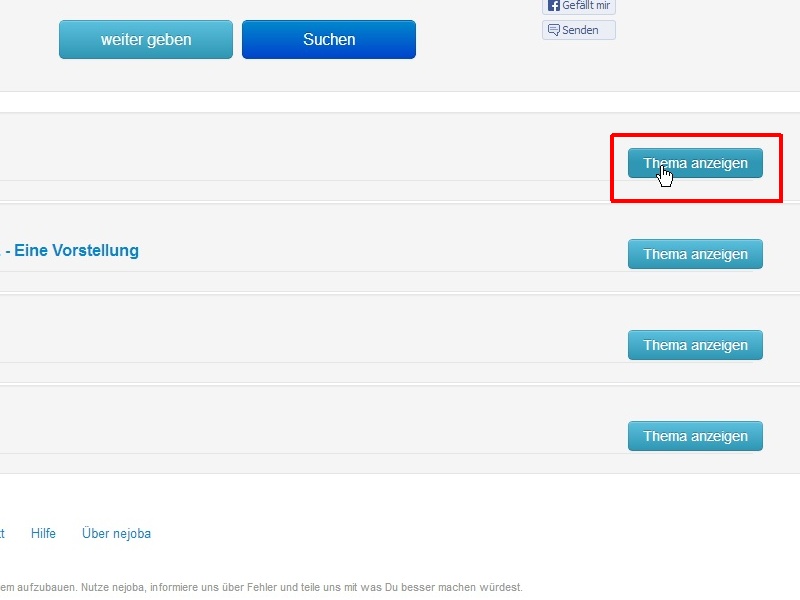 Gefällt mir
weiter geben
Suchen
Senden
Thema anzeigen
- Eine Vorstellung
Thema anzeigen
Thema anzeigen
Thema anzeigen
Hilfe
Über nejoba
em aufzubauen. Nutze nejoba, informiere uns über Fehler und teile uns mit was Du besser machen würdest.